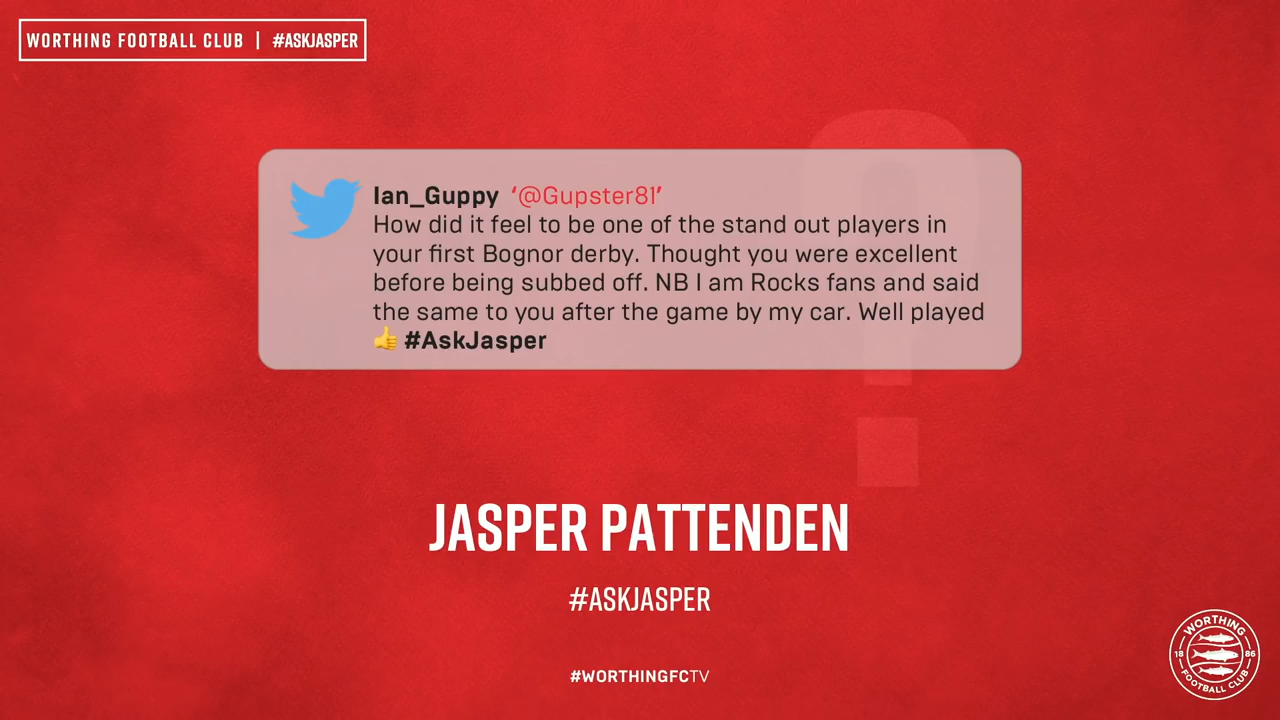 WORTHING FOOTBALL CLUB | #ASKJASPER
Ian_Guppy ‘@Gupster81’
How did it feel to be one of the stand out players in
your first Bognor derby. Thought you were excellent
before being subbed off. NB I am Rocks fans and said
the same to you after the game by my car. Well played
👍 #AskJasper
JASPER PATTENDEN
#ASKJASPER
#WORTHINGFCTV
WORTHING
18 86
FOOTBALL CLUB